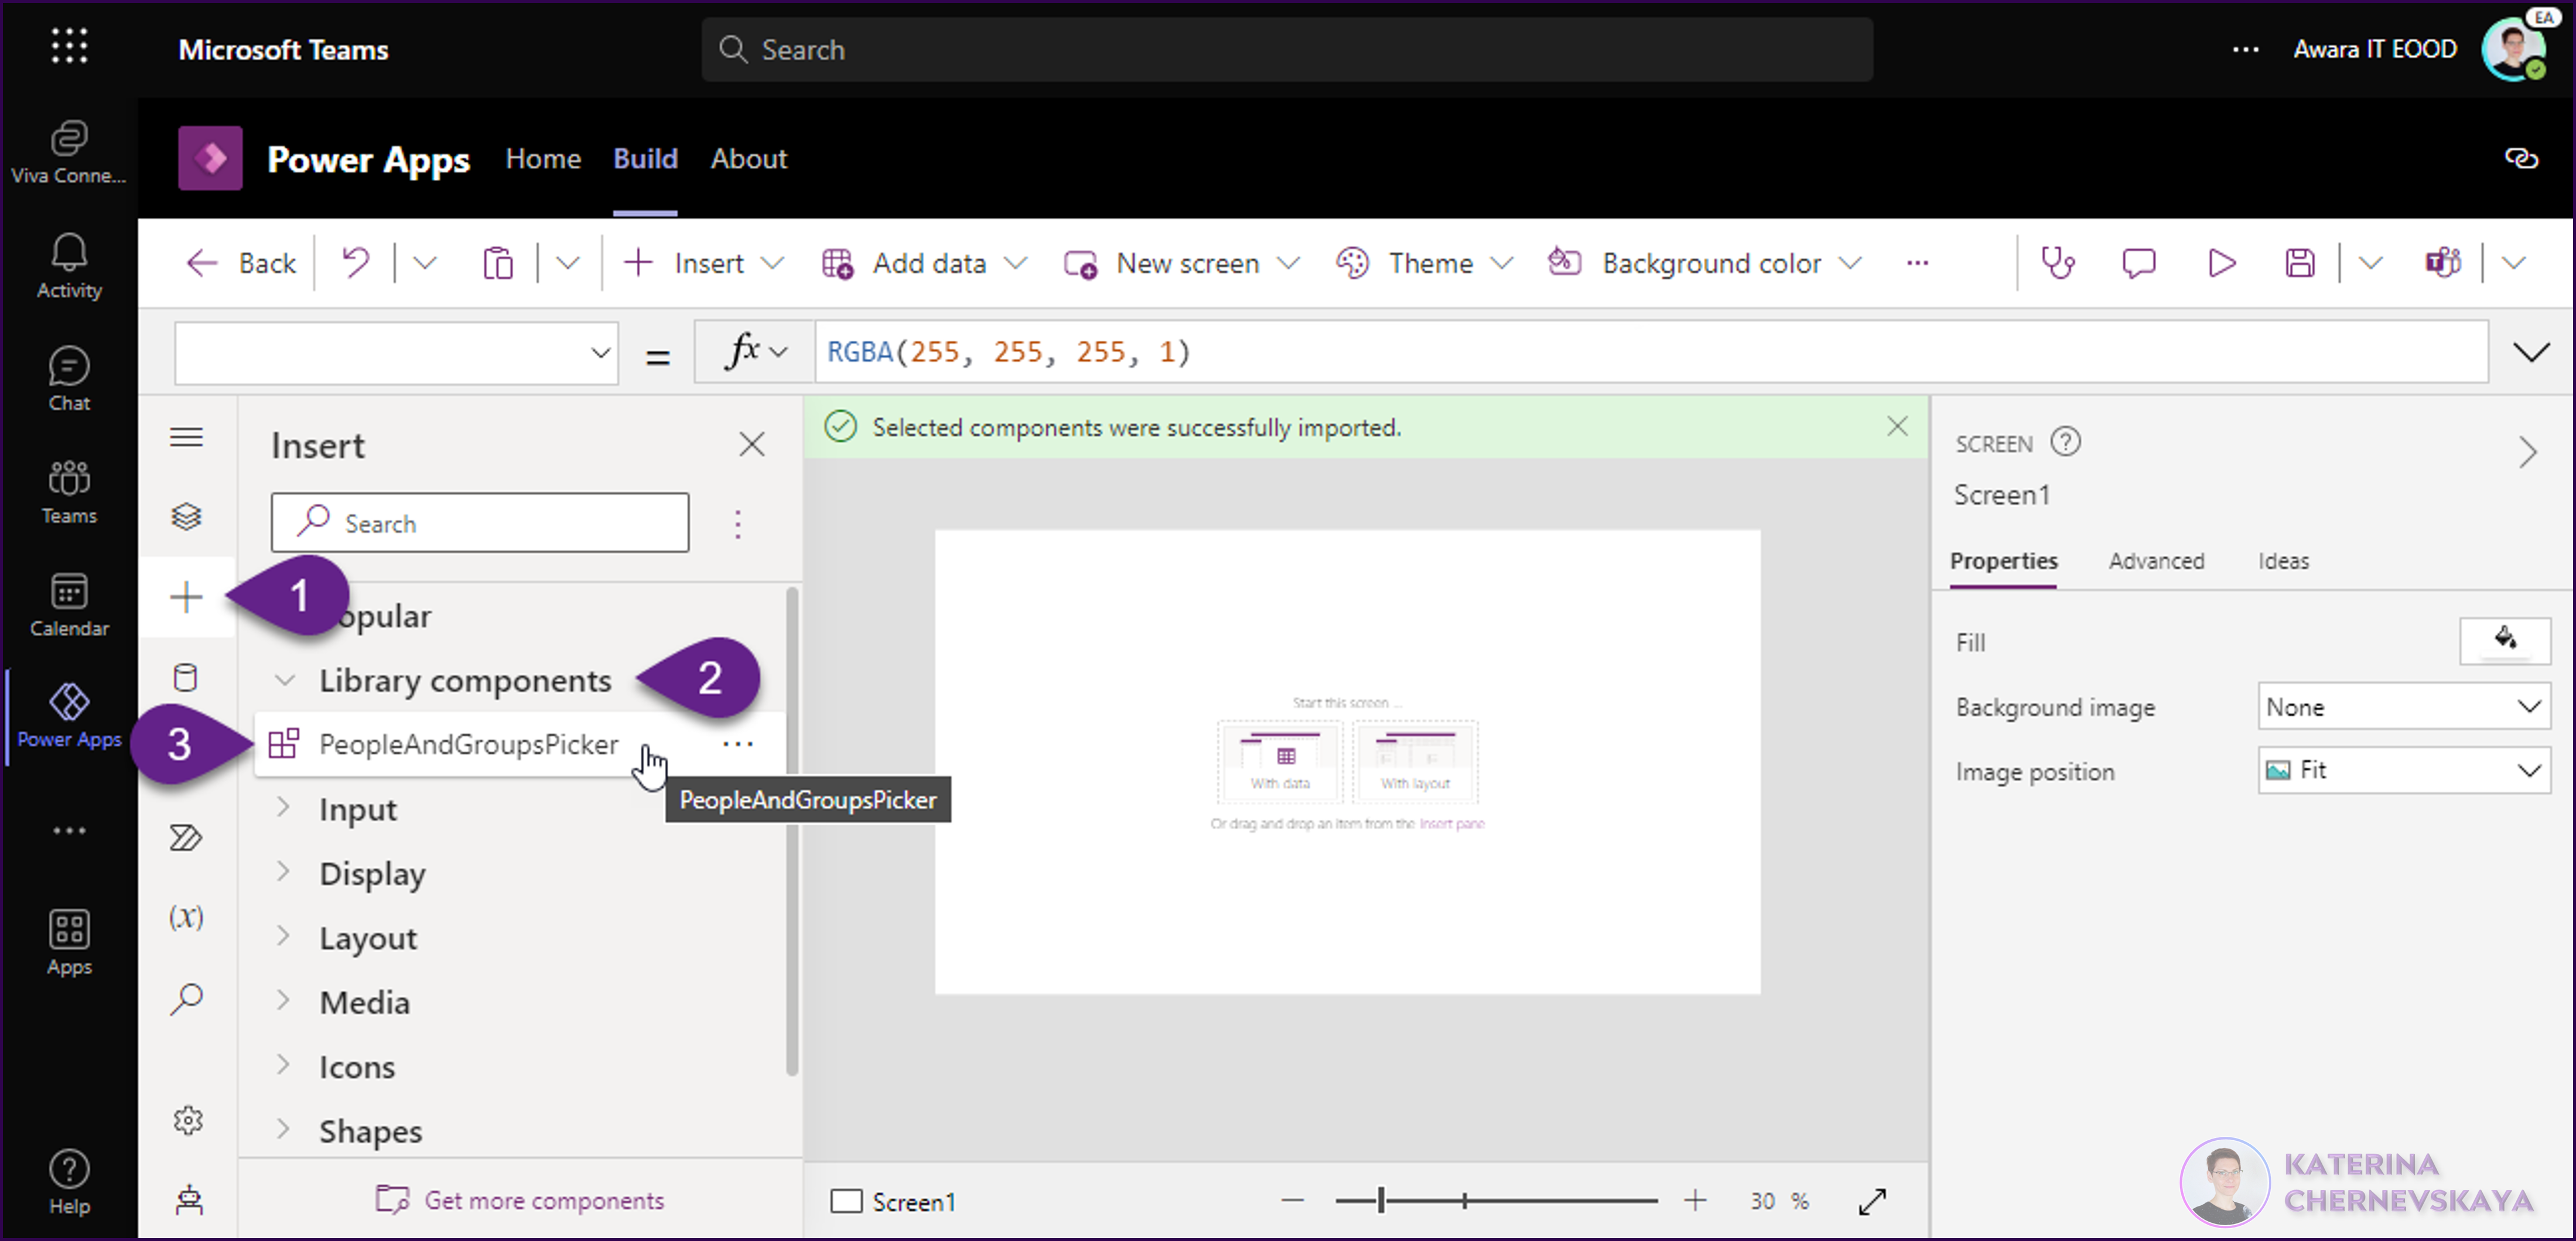 EA
Microsoft Teams
Search
Awara IT EOOD
Viva Conne...
Power Apps
Home
Build
About
Activity
Back
Insert
Add data
New screen
Theme
Background color
Chat
=
fx
RGBA(255, 255, 255, 1)
Teams
Insert
Selected components were successfully imported.
SCREEN
Screen1
Search
Properties
Advanced
Ideas
Calendar
1
opular
Fill
Library components
2
Power Apps
3
PeopleAndGroupsPicker
PeopleAndGroupsPicker
Background image
None
Image position
Fit
Start this screen ...
With data
With layout
Or drag and drop an item from the Insert pane
Input
Display
(x)
Layout
Apps
Media
Icons
Shapes
Help
Get more components
Screen1
30 %
KATERINA
CHERNEVSKAYA